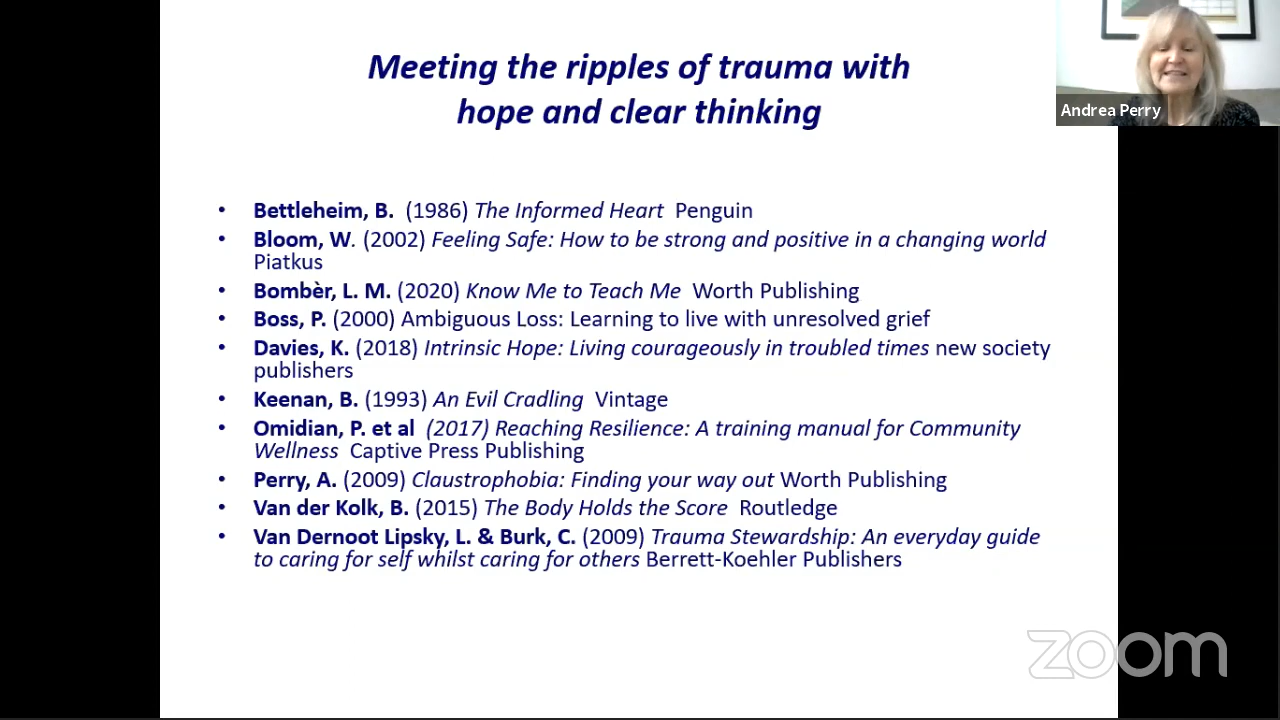 Meeting the ripples of trauma with
hope and clear thinking
Andrea Perry
• Bettleheim, B. (1986) The Informed Heart Penguin
• Bloom, W. (2002) Feeling Safe: How to be strong and positive in a changing world
Piatkus
• Bombèr, L. M. (2020) Know Me to Teach Me Worth Publishing
• Boss, P. (2000) Ambiguous Loss: Learning to live with unresolved grief
• Davies, K. (2018) Intrinsic Hope: Living courageously in troubled times new society
publishers
• Keenan, B. (1993) An Evil Cradling Vintage
• Omidian, P. et al (2017) Reaching Resilience: A training manual for Community
Wellness Captive Press Publishing
• Perry, A. (2009) Claustrophobia: Finding your way out Worth Publishing
• Van der Kolk, B. (2015) The Body Holds the Score Routledge
• Van Dernoot Lipsky, L. & Burk, C. (2009) Trauma Stewardship: An everyday guide
to caring for self whilst caring for others Berrett-Koehler Publishers
zoom